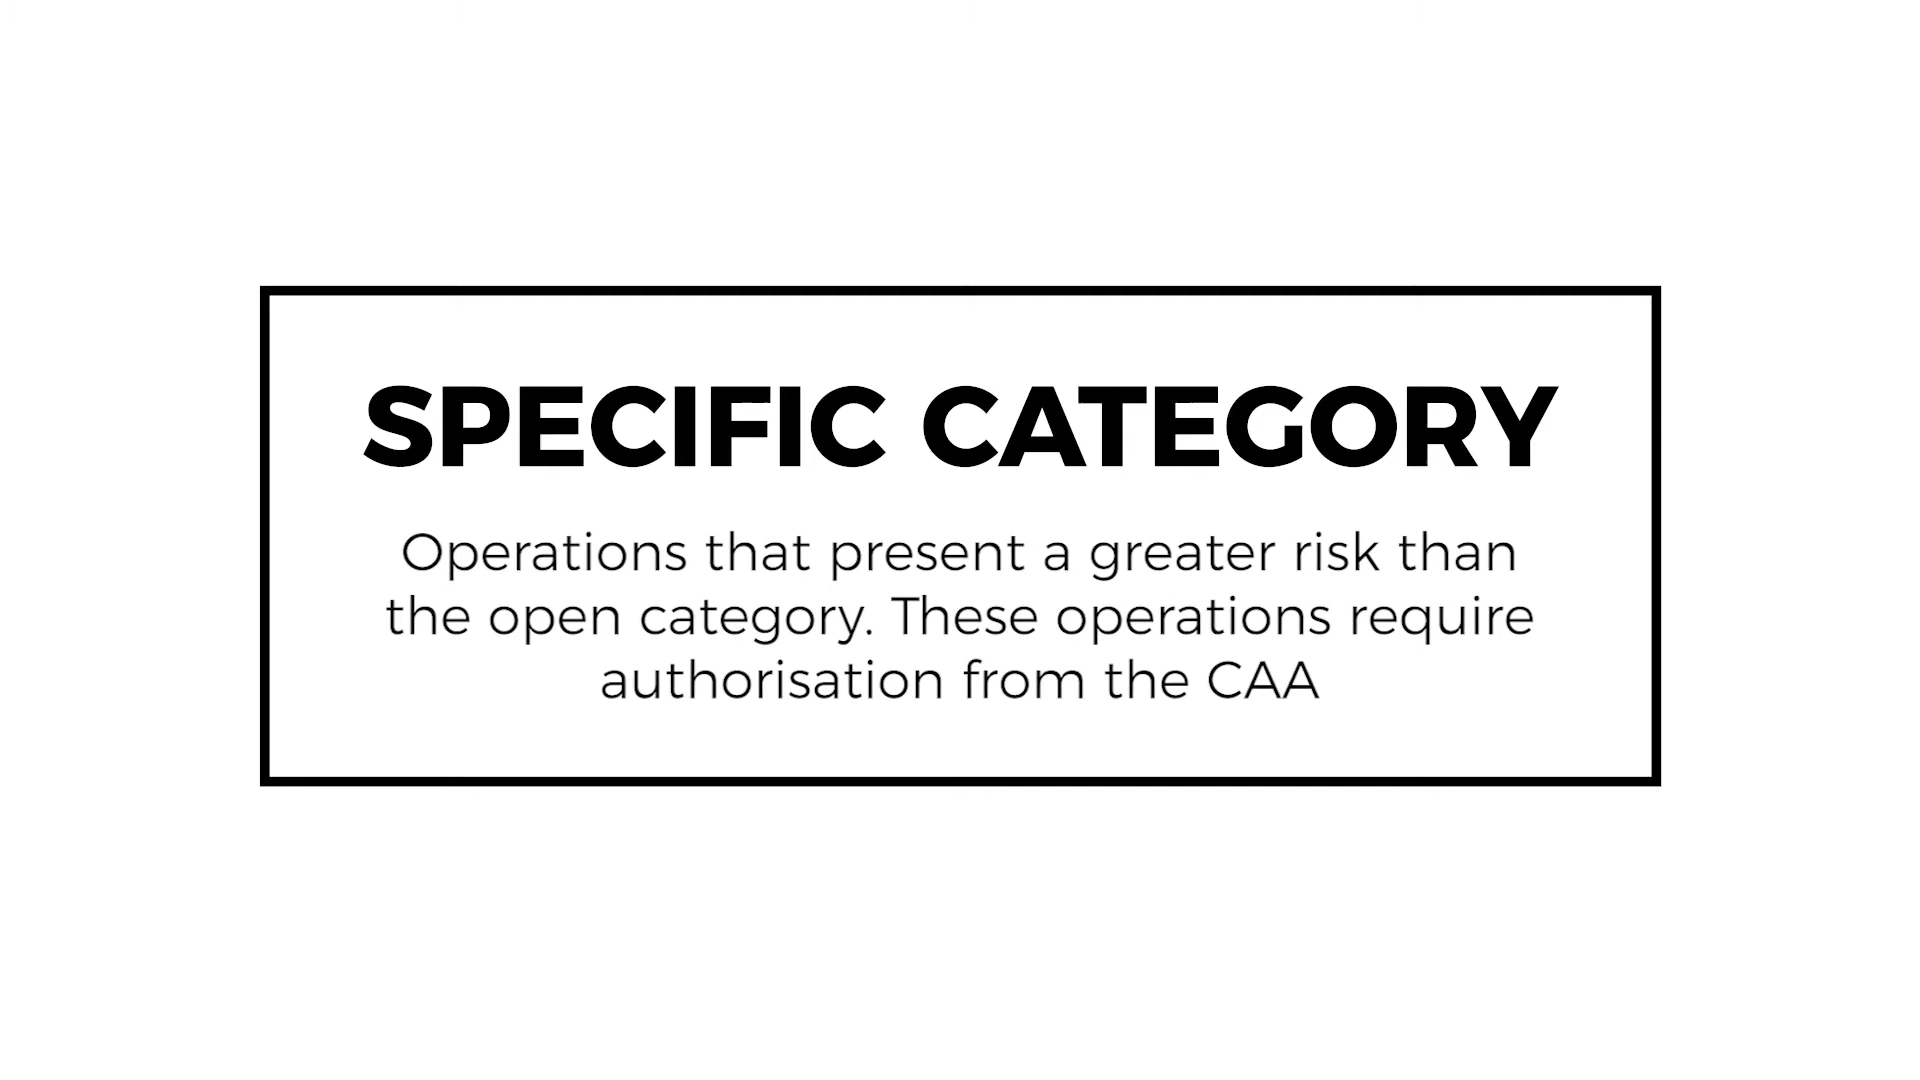 SPECIFIC CATEGORY
Operations that present a greater risk than
the open category. These operations require
authorisation from the CAA